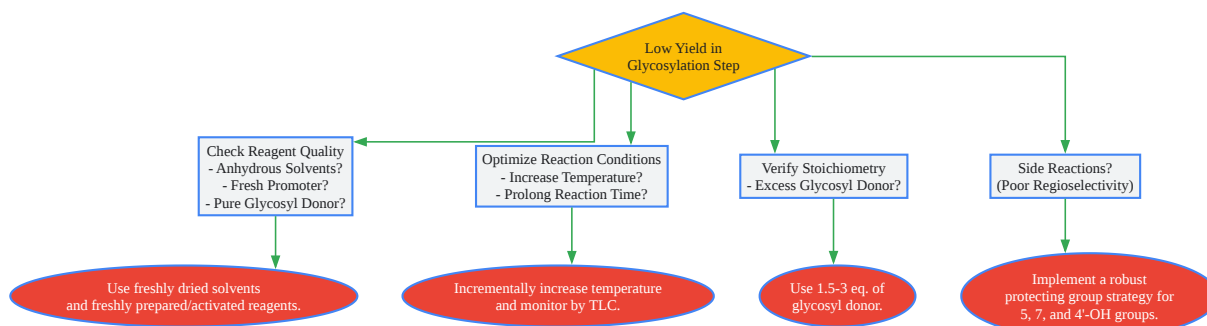 Low Yield in
Glycosylation Step
Check Reagent Quality
- Anhydrous Solvents?
- Fresh Promoter?
- Pure Glycosyl Donor?
Optimize Reaction Conditions
- Increase Temperature?
- Prolong Reaction Time?
Verify Stoichiometry
- Excess Glycosyl Donor?
Side Reactions?
(Poor Regioselectivity)
Use freshly dried solvents
and freshly prepared/activated reagents.
Incrementally increase temperature
and monitor by TLC.
Use 1.5-3 eq. of
glycosyl donor.
Implement a robust
protecting group strategy for
5, 7, and 4'-OH groups.